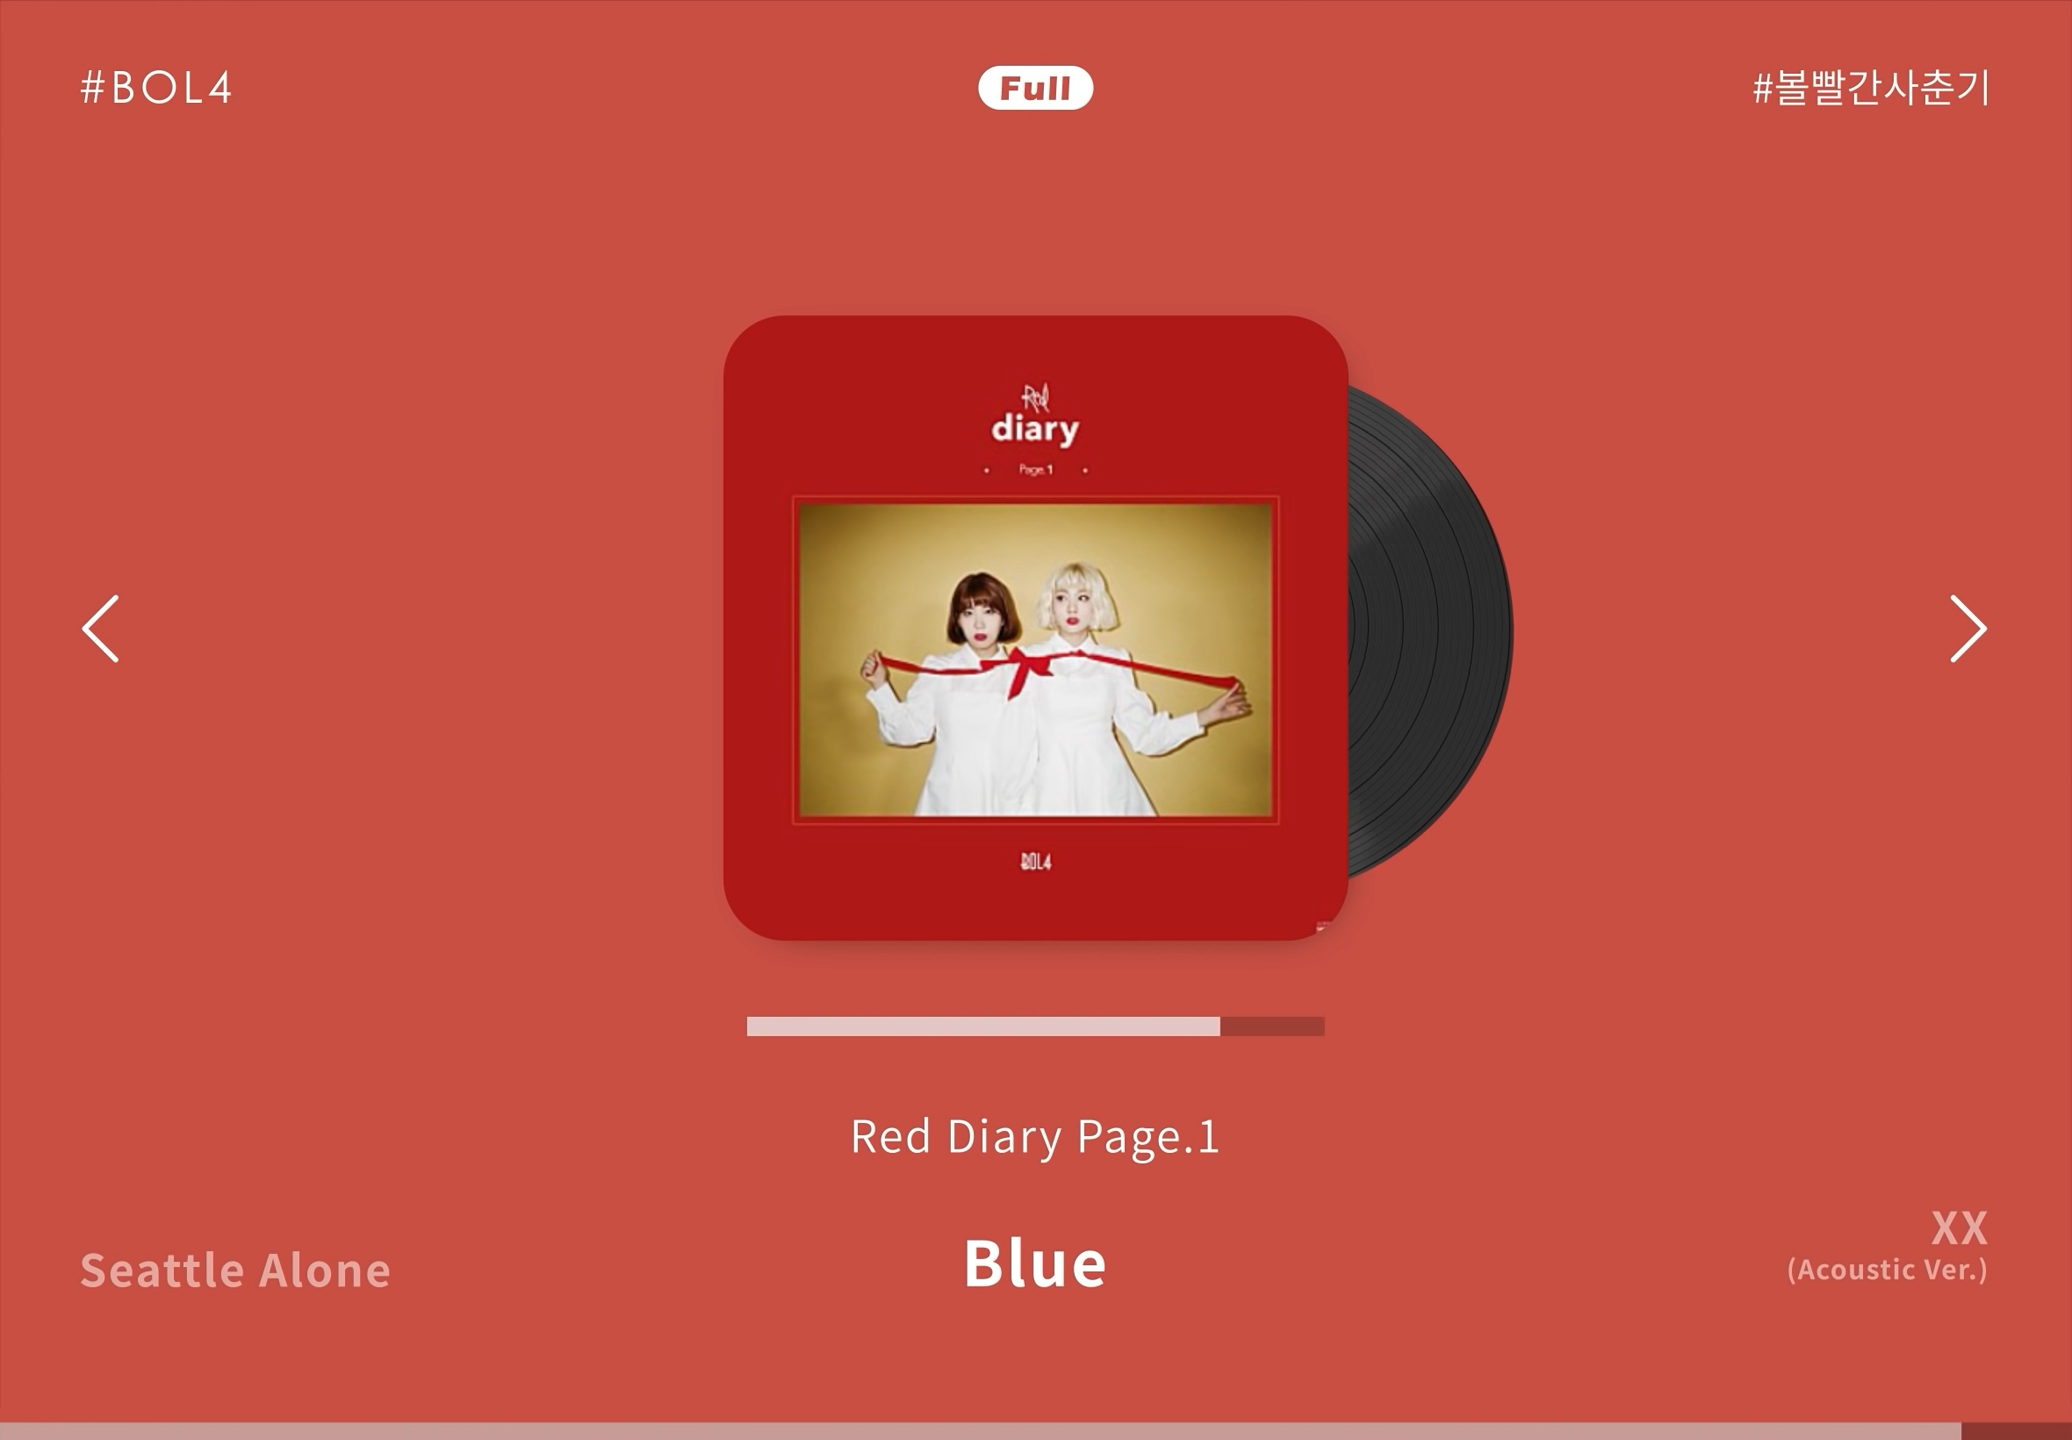 #BOL4
Full
#볼빨간사춘기
Red
diary
Page.1
BOL4
Red Diary Page.1
Seattle Alone
Blue
XX
(Acoustic Ver.)